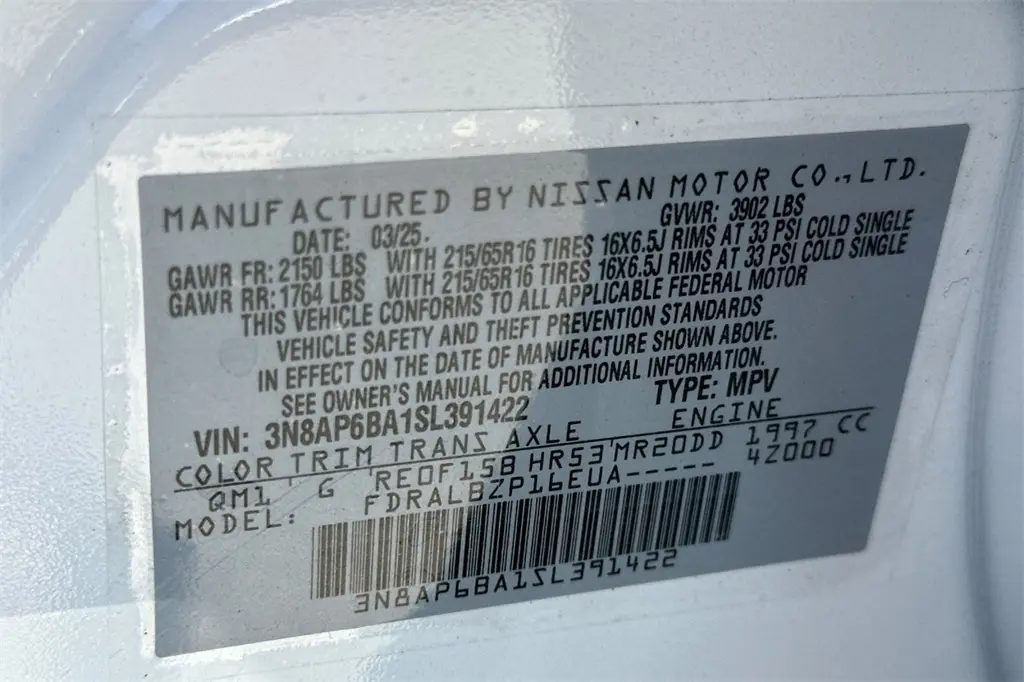 MANUFACTURED BY NISSAN MOTOR CO., LTD.
DATE: 03/25. GVWR: 3902 LBS
GAWR FR: 2150 LBS WITH 215/65R16 TIRES 16X6.5J RIMS AT 33 PSI COLD SINGLE
GAWR RR: 1764 LBS WITH 215/65R16 TIRES 16X6.5J RIMS AT 33 PSI COLD SINGLE
THIS VEHICLE CONFORMS TO ALL APPLICABLE FEDERAL MOTOR
VEHICLE SAFETY AND THEFT PREVENTION STANDARDS
IN EFFECT ON THE DATE OF MANUFACTURE SHOWN ABOVE.
SEE OWNER'S MANUAL FOR ADDITIONAL INFORMATION.
VIN: 3N8AP6BA1SL391422 TYPE: MPV
COLOR TRIM TRANS AXLE ENGINE
QM1 G RE0F15B HR53 MR20DD 1997 CC
MODEL: FDRALBZP16EUA----- 4Z000
3N8AP6BA1SL391422